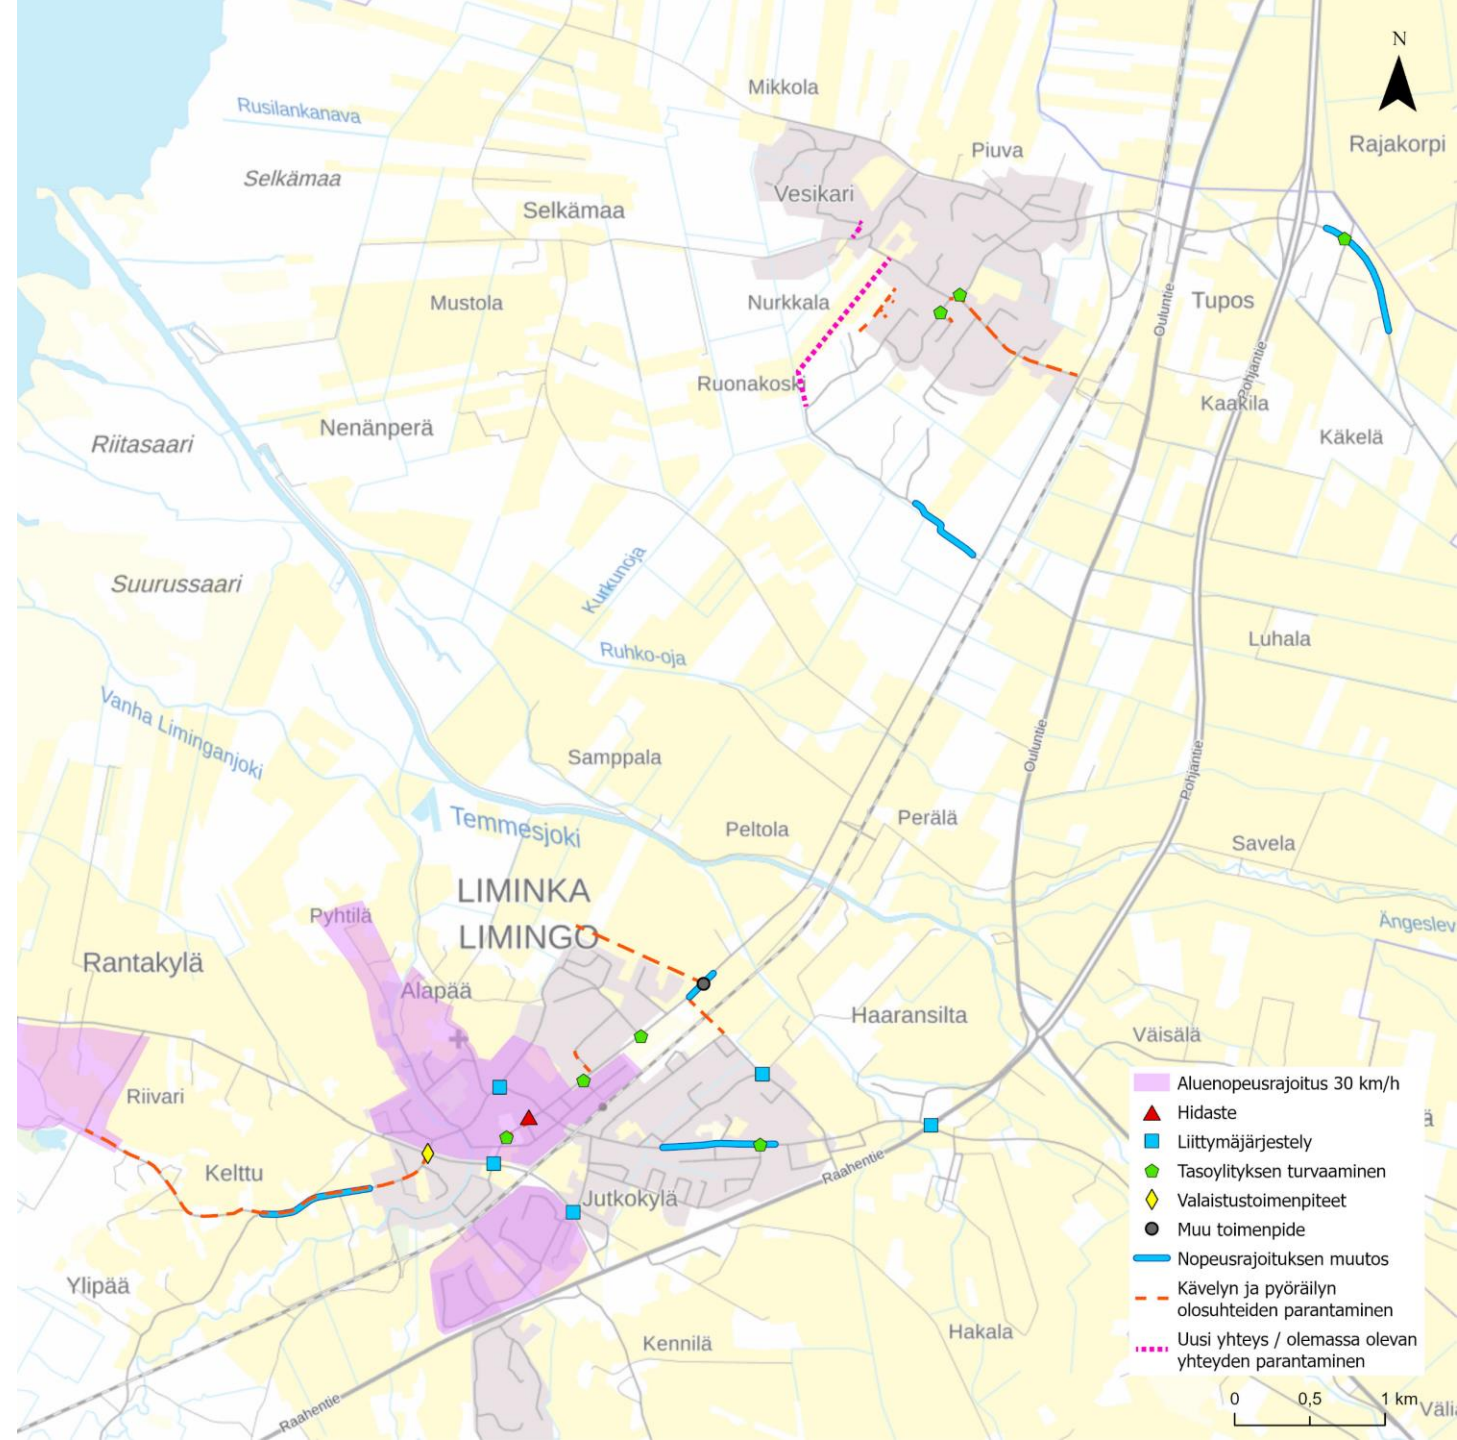 N
Mikkola
Rusilankanava
Rajakorpi
Piuva
Selkämaa
Vesikari
Selkämaa
Mustola
Nurkkala
Ouluntie
Tupos
Ruonakoski
Pohjantie
Kaakila
Nenänperä
Käkelä
Riitasaari
Kurkunoja
Suurussaari
Luhala
Ruhko-oja
Vanha Liminganjoki
Ouluntie
Samppala
Pohjantie
Temmesjoki
Peltola
Perälä
Savela
LIMINKA
LIMINGO
Pyhtilä
Ängeslev
Rantakylä
Alapää
Haaransilta
Väisälä
Riivari
Kelttu
Raahentie
Jutkokylä
Ylipää
Kennilä
Hakala
Raahentie
ä
Aluenopeusrajoitus 30 km/h
Hidaste
Liittymäjärjestely
Tasoylityksen turvaaminen
Valaistustoimenpiteet
Muu toimenpide
Nopeusrajoituksen muutos
Kävelyn ja pyöräilyn
olosuhteiden parantaminen
Uusi yhteys / olemassa olevan
yhteyden parantaminen
0 0,5 1 km